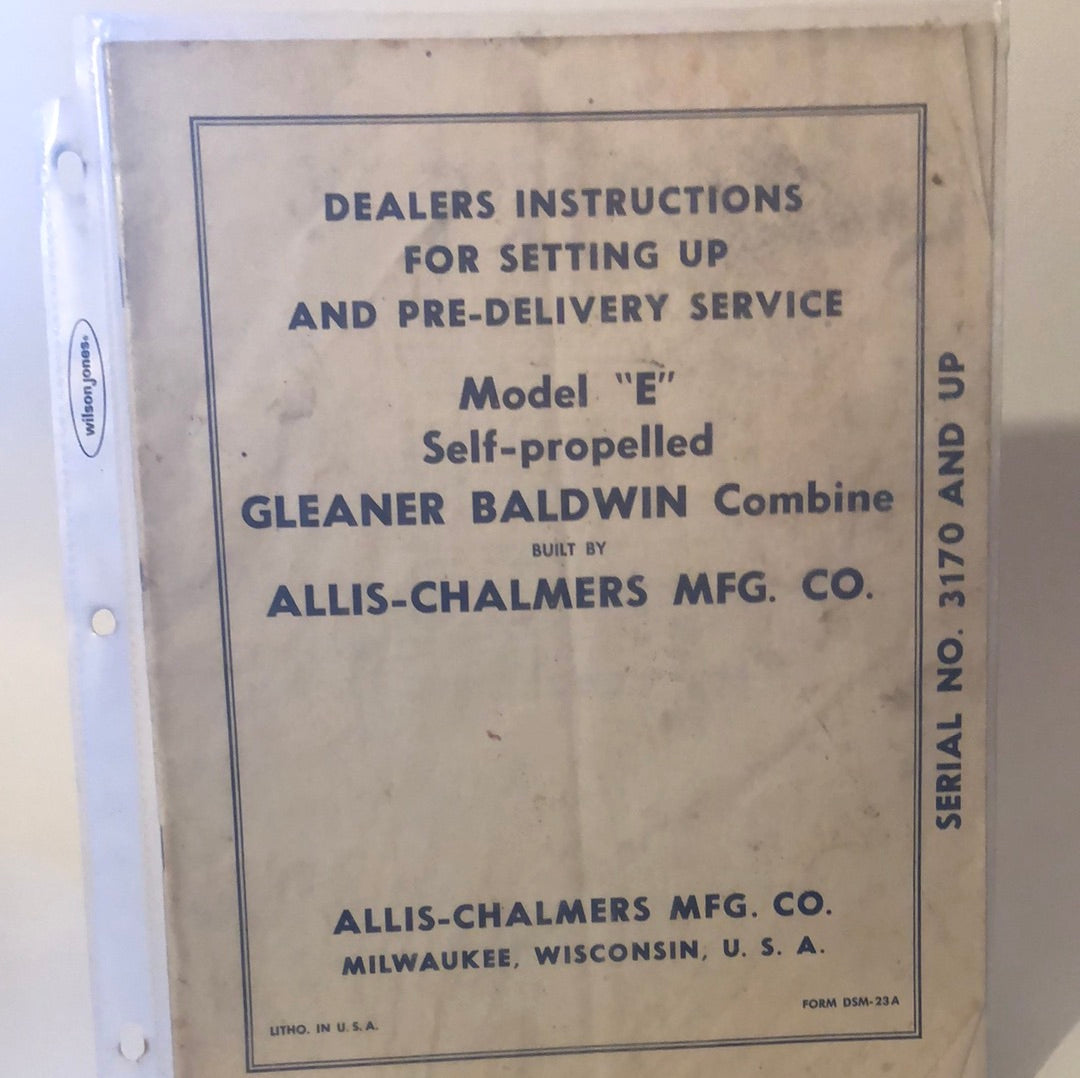 DEALERS INSTRUCTIONS
FOR SETTING UP
AND PRE-DELIVERY SERVICE
Model "E"
Self-propelled
GLEANER BALDWIN Combine
BUILT BY
ALLIS-CHALMERS MFG. CO.
ALLIS-CHALMERS MFG. CO.
MILWAUKEE, WISCONSIN, U. S. A.
FORM DSM-23A
LITHO. IN U. S. A.
SERIAL NO. 3170 AND UP
wilsonjones®